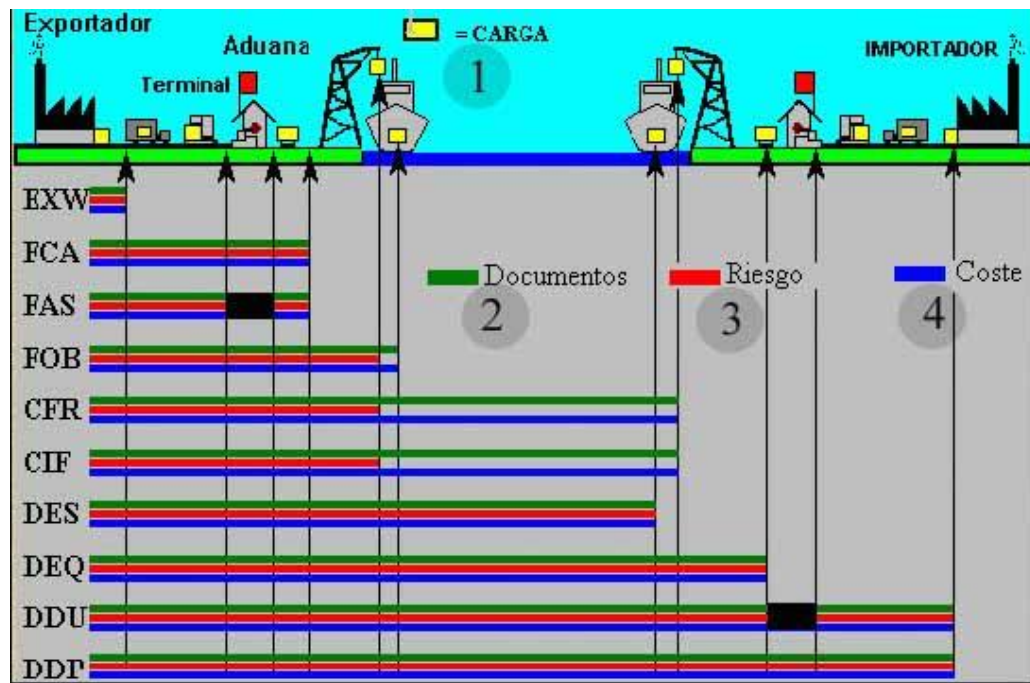 Exportador
= CARGA
Aduana
1
IMPORTADOR
Terminal
EXW
FCA
Documentos
Riesgo
Coste
FAS
2
3
4
FOB
CFR
CIF
DES
DEQ
DDU
DDP